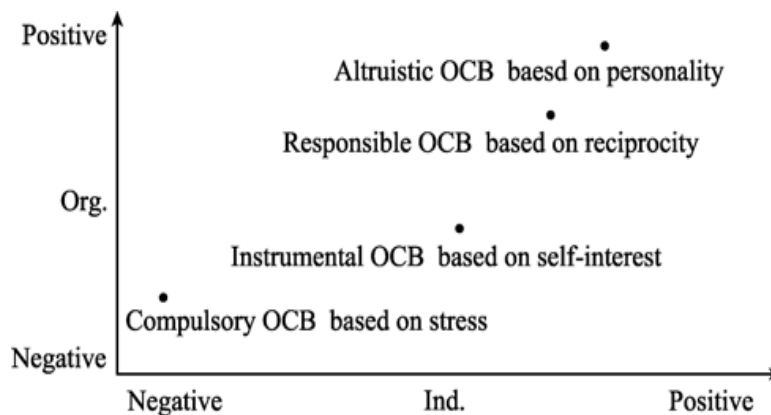 Positive
Altruistic OCB baesd on personality
Responsible OCB based on reciprocity
Org.
Instrumental OCB based on self-interest
Compulsory OCB based on stress
Negative
Negative Ind. Positive